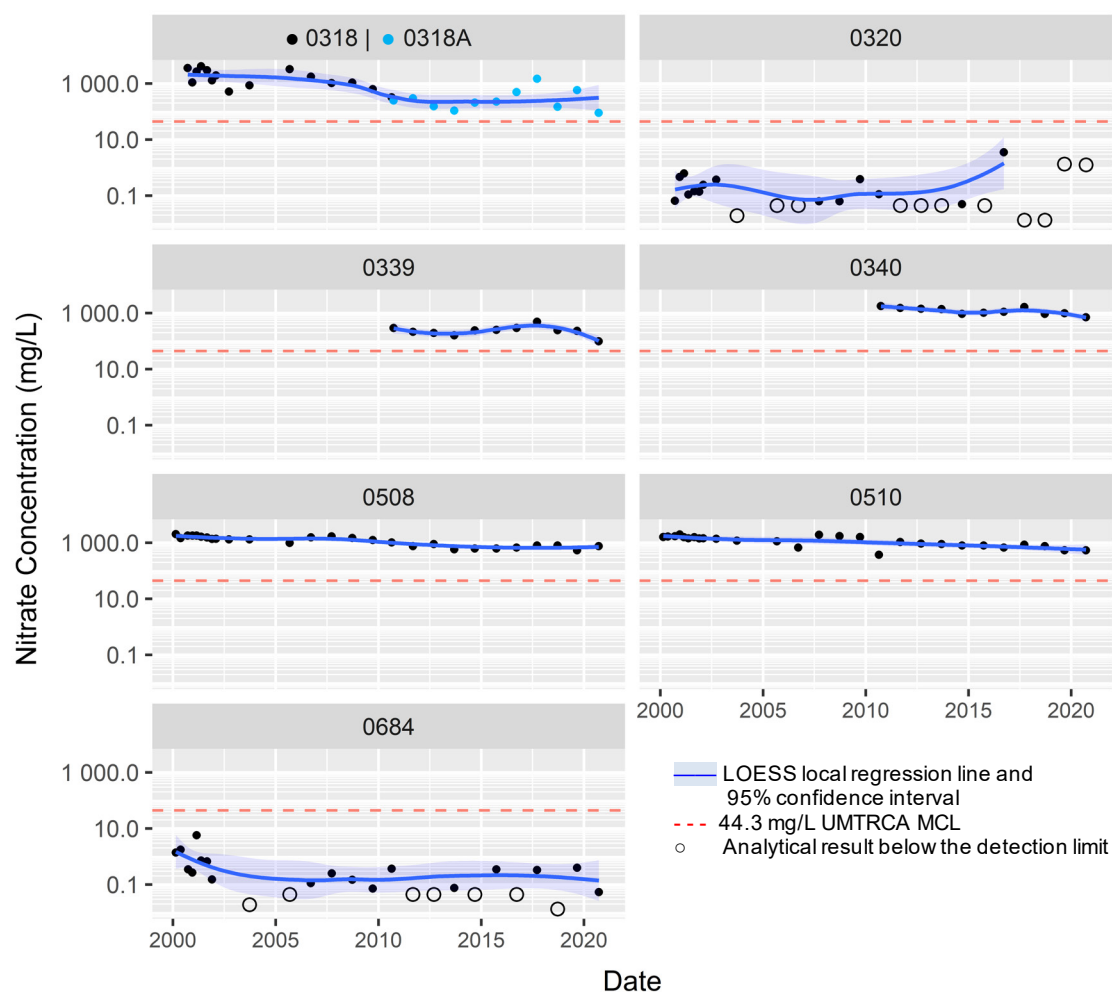 0318 | 0318A
0320
1 000.0
10.0
0.1
0339
0340
1 000.0
10.0
0.1
0508
0510
1 000.0
10.0
0.1
2000 2005 2010 2015 2020
0684
1 000.0
10.0
0.1
2000 2005 2010 2015 2020
Nitrate Concentration (mg/L)
Date
LOESS local regression line and
95% confidence interval
44.3 mg/L UMTRCA MCL
Analytical result below the detection limit